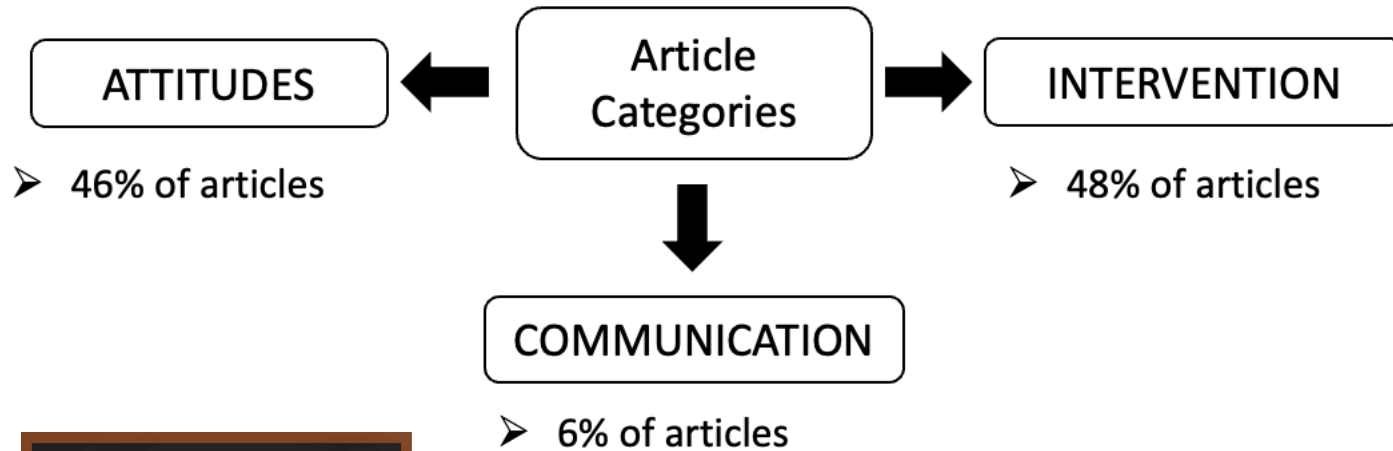 Article
Categories
ATTITUDES
➢ 46% of articles
INTERVENTION
➢ 48% of articles
COMMUNICATION
➢ 6% of articles